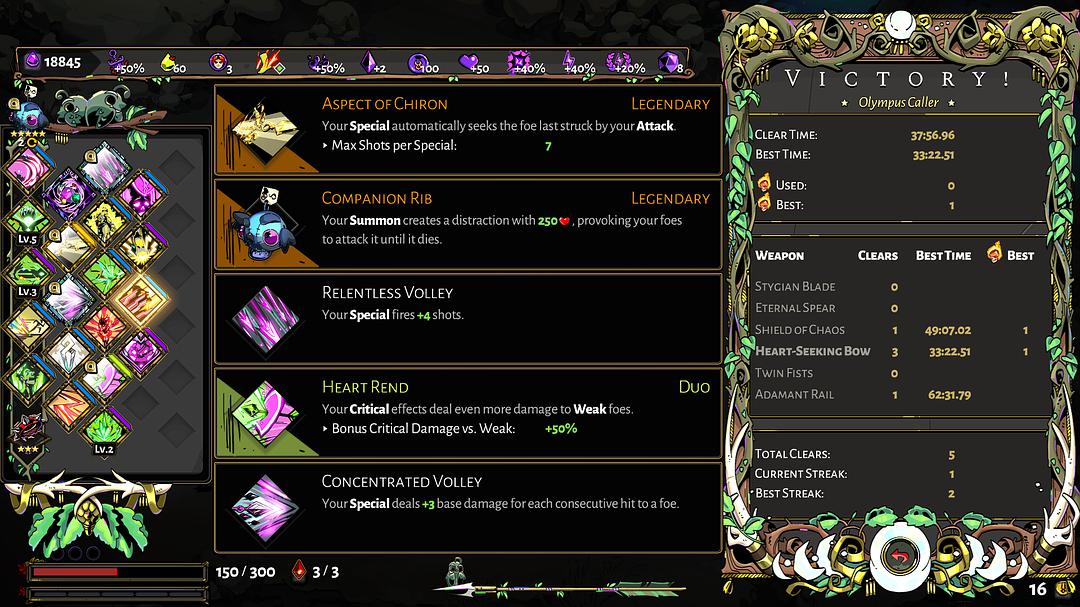 18845
+50%
60
3
+50%
+2
100
+50
+40%
+40%
+20%
8
2
Lv.5
Lv.3
Lv.2
Aspect of Chiron
Legendary
Your Special automatically seeks the foe last struck by your Attack.
Max Shots per Special: 7
Companion Rib
Legendary
Your Summon creates a distraction with 250, provoking your foes
to attack it until it dies.
Relentless Volley
Your Special fires +4 shots.
Heart Rend
Duo
Your Critical effects deal even more damage to Weak foes.
Bonus Critical Damage vs. Weak: +50%
Concentrated Volley
Your Special deals +3 base damage for each consecutive hit to a foe.
150 / 300
3 / 3
VICTORY!
Olympus Caller
Clear Time: 37:56.96
Best Time: 33:22.51
Used: 0
Best: 1
Weapon Clears Best Time Best
Stygian Blade 0
Eternal Spear 0
Shield of Chaos 1 49:07.02 1
Heart-Seeking Bow 3 33:22.51 1
Twin Fists 0
Adamant Rail 1 62:31.79
Total Clears: 5
Current Streak: 1
Best Streak: 2
16